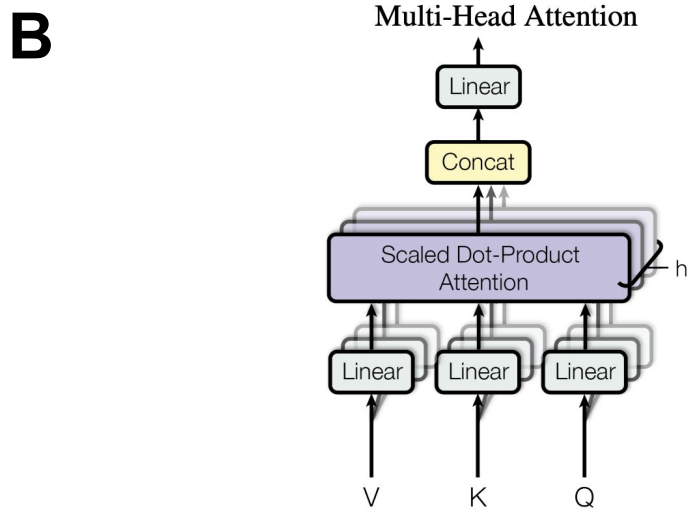 B
Multi-Head Attention
Linear
Concat
Scaled Dot-Product
Attention
h
Linear Linear Linear
V K Q